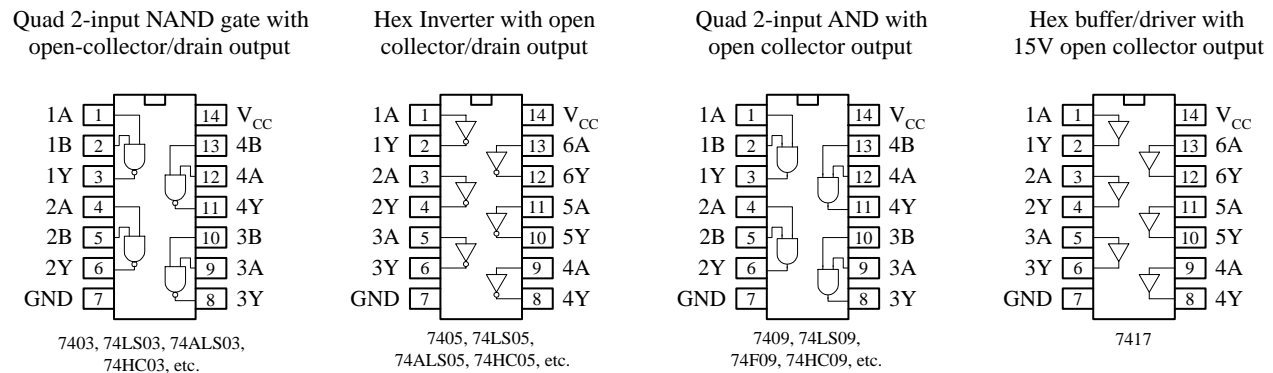 Quad 2-input NAND gate with
open-collector/drain output
1A 1 14 VCC
1B 2 13 4B
1Y 3 12 4A
2A 4 11 4Y
2B 5 10 3B
2Y 6 9 3A
GND 7 8 3Y
7403, 74LS03, 74ALS03,
74HC03, etc.
Hex Inverter with open
collector/drain output
1A 1 14 VCC
1Y 2 13 6A
2A 3 12 6Y
2Y 4 11 5A
3A 5 10 5Y
3Y 6 9 4A
GND 7 8 4Y
7405, 74LS05,
74ALS05, 74HC05, etc.
Quad 2-input AND with
open collector output
1A 1 14 VCC
1B 2 13 4B
1Y 3 12 4A
2A 4 11 4Y
2B 5 10 3B
2Y 6 9 3A
GND 7 8 3Y
7409, 74LS09,
74F09, 74HC09, etc.
Hex buffer/driver with
15V open collector output
1A 1 14 VCC
1Y 2 13 6A
2A 3 12 6Y
2Y 4 11 5A
3A 5 10 5Y
3Y 6 9 4A
GND 7 8 4Y
7417